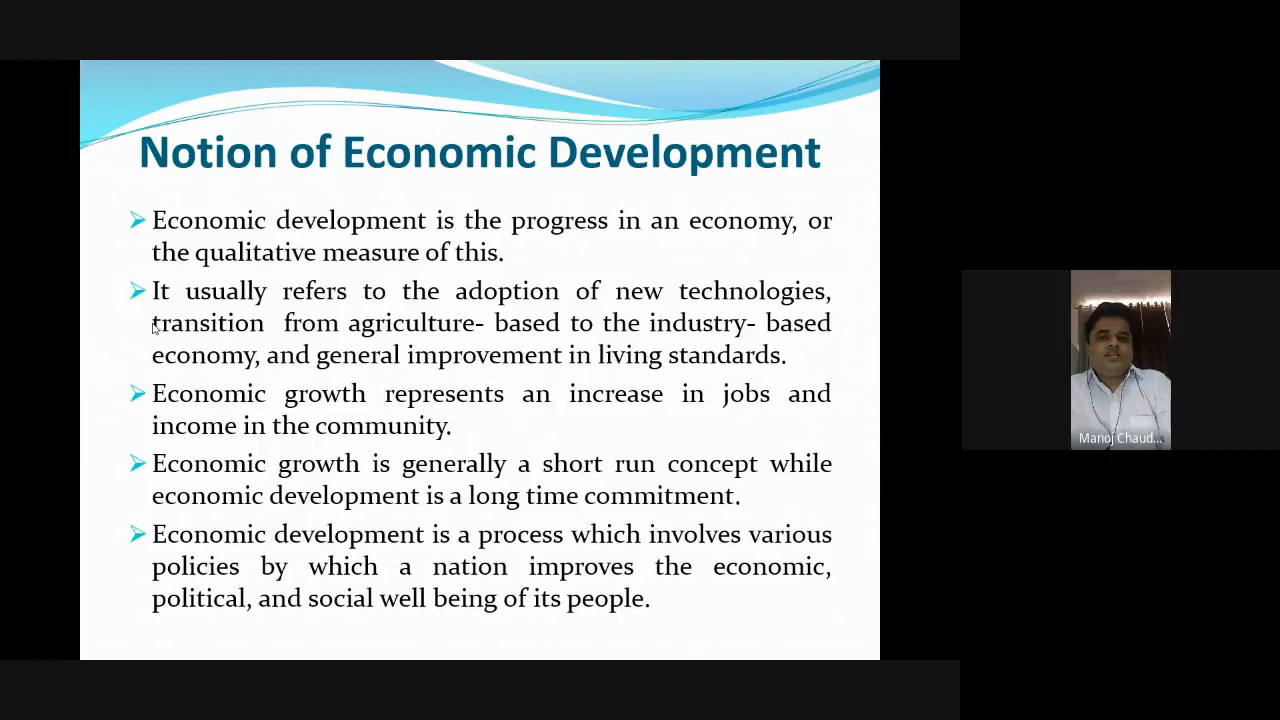 Notion of Economic Development
Economic development is the progress in an economy, or
the qualitative measure of this.
It usually refers to the adoption of new technologies,
transition from agriculture- based to the industry- based
economy, and general improvement in living standards.
Economic growth represents an increase in jobs and
income in the community.
Economic growth is generally a short run concept while
economic development is a long time commitment.
Economic development is a process which involves various
policies by which a nation improves the economic,
political, and social well being of its people.
Manoj Chaud...